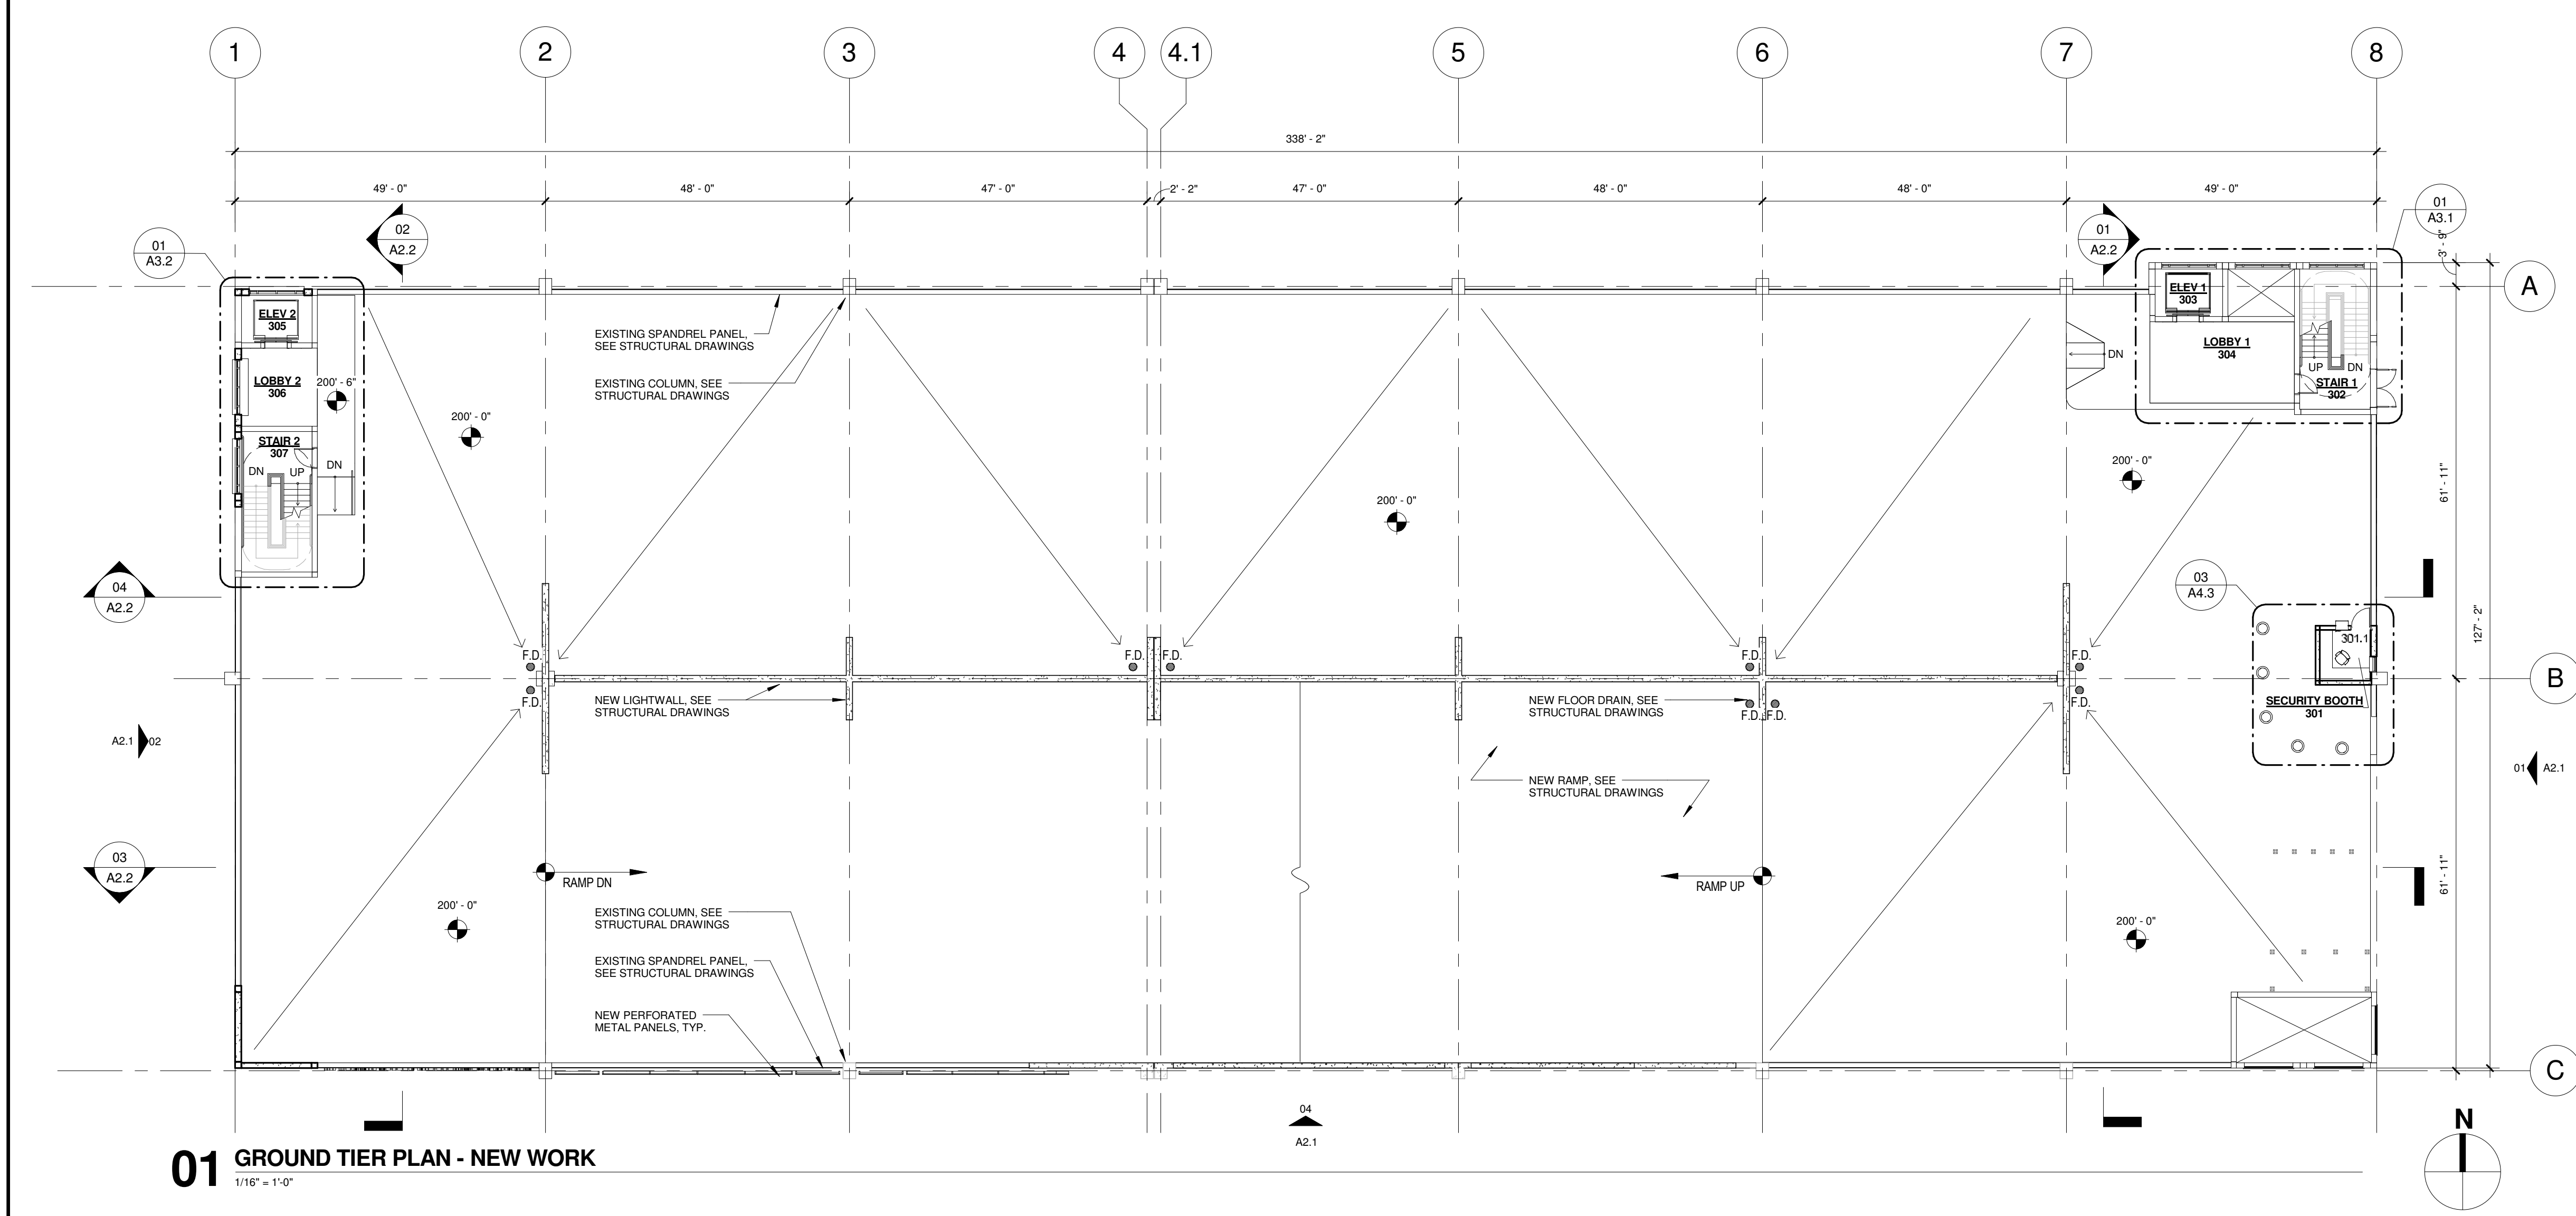 1
2
3
4
4.1
5
6
7
8
338' - 2"
49' - 0"
48' - 0"
47' - 0"
2' - 2"
47' - 0"
48' - 0"
48' - 0"
49' - 0"
01
A3.2
02
A2.2
01
A2.2
01
A3.1
3' - 9"
A
ELEV 2
305
ELEV 1
303
EXISTING SPANDREL PANEL,
SEE STRUCTURAL DRAWINGS
LOBBY 1
304
DN
UP
DN
STAIR 1
302
LOBBY 2
306
200' - 6"
EXISTING COLUMN, SEE
STRUCTURAL DRAWINGS
200' - 0"
STAIR 2
307
DN
UP
DN
200' - 0"
200' - 0"
61' - 11"
127' - 2"
04
A2.2
03
A4.3
301.1
F.D.
F.D.
F.D.
F.D.
F.D.
B
F.D.
NEW LIGHTWALL, SEE
STRUCTURAL DRAWINGS
NEW FLOOR DRAIN, SEE
STRUCTURAL DRAWINGS
F.D.
F.D.
F.D.
SECURITY BOOTH
301
A2.1
02
01
A2.1
NEW RAMP, SEE
STRUCTURAL DRAWINGS
03
A2.2
RAMP DN
RAMP UP
61' - 11"
200' - 0"
EXISTING COLUMN, SEE
STRUCTURAL DRAWINGS
200' - 0"
EXISTING SPANDREL PANEL,
SEE STRUCTURAL DRAWINGS
NEW PERFORATED
METAL PANELS, TYP.
C
04
A2.1
N
01
GROUND TIER PLAN - NEW WORK
1/16" = 1'-0"